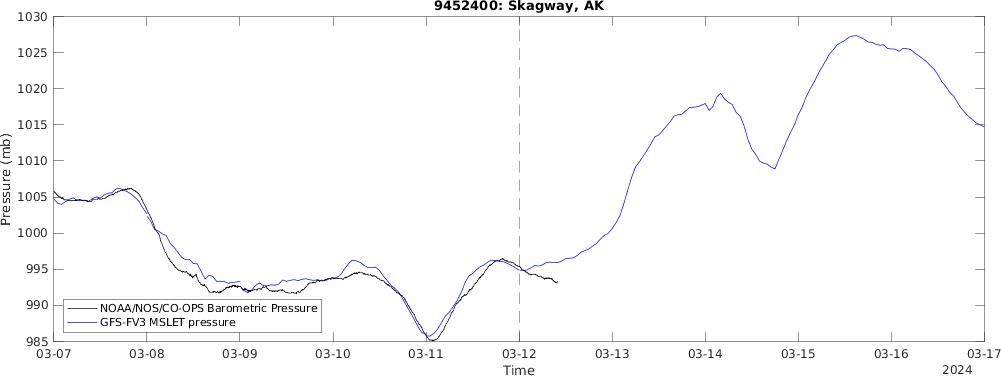 9452400: Skagway, AK
1030
1025
1020
1015
1010
1005
1000
995
990
985
Pressure (mb)
NOAA/NOS/CO-OPS Barometric Pressure
GFS-FV3 MSLET pressure
03-07 03-08 03-09 03-10 03-11 03-12 03-13 03-14 03-15 03-16 03-17
Time
2024